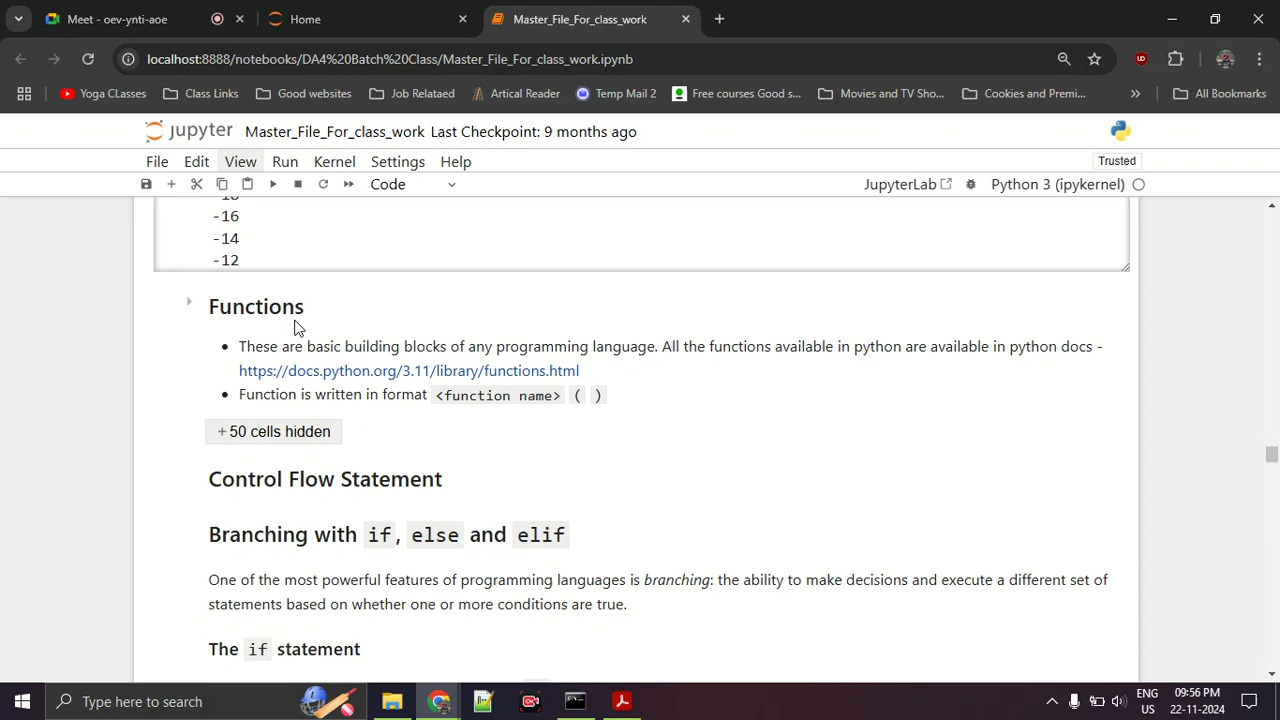 Meet - oev-ynti-aoe
Home
Master_File_For_class_work
localhost:8888/notebooks/DA4%20Batch%20Class/Master_File_For_class_work.ipynb
Yoga CLasses
Class Links
Good websites
Job Relataed
Artical Reader
Temp Mail 2
Free courses Good s...
Movies and TV Sho...
Cookies and Premi...
All Bookmarks
jupyter Master_File_For_class_work Last Checkpoint: 9 months ago
File Edit View Run Kernel Settings Help
Trusted
Code
JupyterLab
Python 3 (ipykernel)
-18
-16
-14
-12
Functions
• These are basic building blocks of any programming language. All the functions available in python are available in python docs -
https://docs.python.org/3.11/library/functions.html
• Function is written in format <function name> ( )
+ 50 cells hidden
Control Flow Statement
Branching with if, else and elif
One of the most powerful features of programming languages is branching: the ability to make decisions and execute a different set of
statements based on whether one or more conditions are true.
The if statement
Type here to search
ENG
US
09:56 PM
22-11-2024